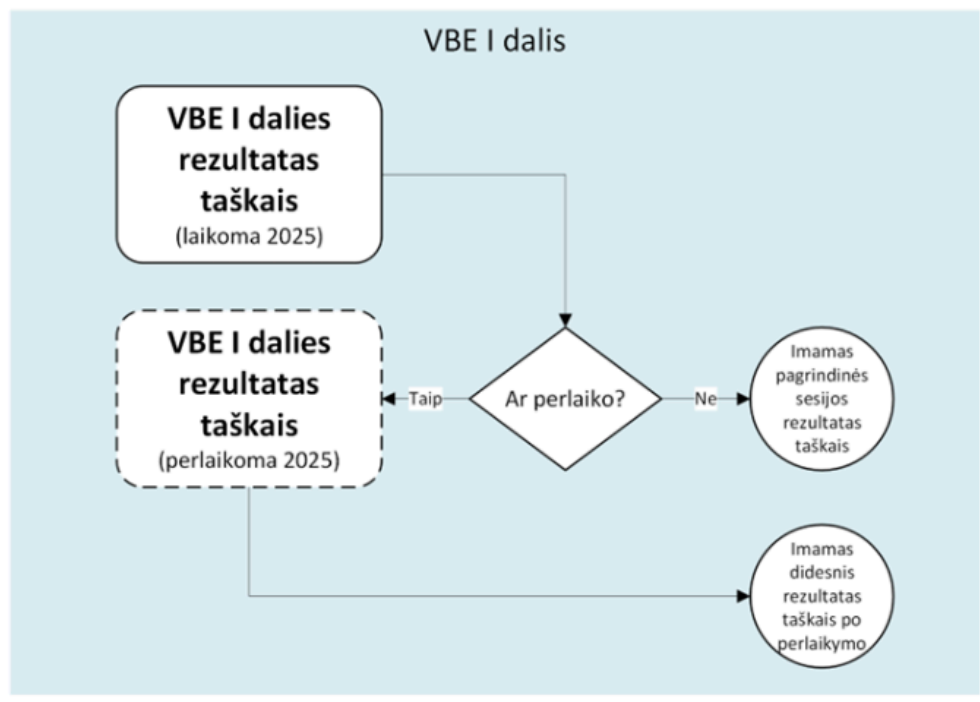 VBE I dalis
VBE I dalies
rezultatas
taškais
(laikoma 2025)
VBE I dalies
rezultatas
taškais
(perlaikoma 2025)
Taip
Ar perlaiko?
Ne
Imamas
pagrindinės
sesijos
rezultatas
taškais
Imamas
didesnis
rezultatas
taškais po
perlaikymo